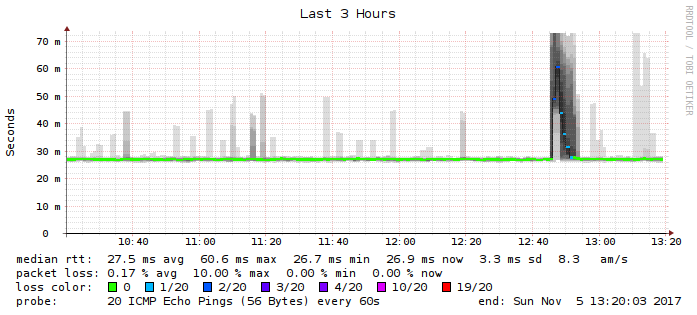 Last 3 Hours
RRDTOOL / TOBI OETIKER
Seconds
70 m
60 m
50 m
40 m
30 m
20 m
10 m
0
10:40 11:00 11:20 11:40 12:00 12:20 12:40 13:00 13:20
median rtt: 27.5 ms avg 60.6 ms max 26.7 ms min 26.9 ms now 3.3 ms sd 8.3 am/s
packet loss: 0.17 % avg 10.00 % max 0.00 % min 0.00 % now
loss color: 0 1/20 2/20 3/20 4/20 10/20 19/20
probe: 20 ICMP Echo Pings (56 Bytes) every 60s end: Sun Nov 5 13:20:03 2017